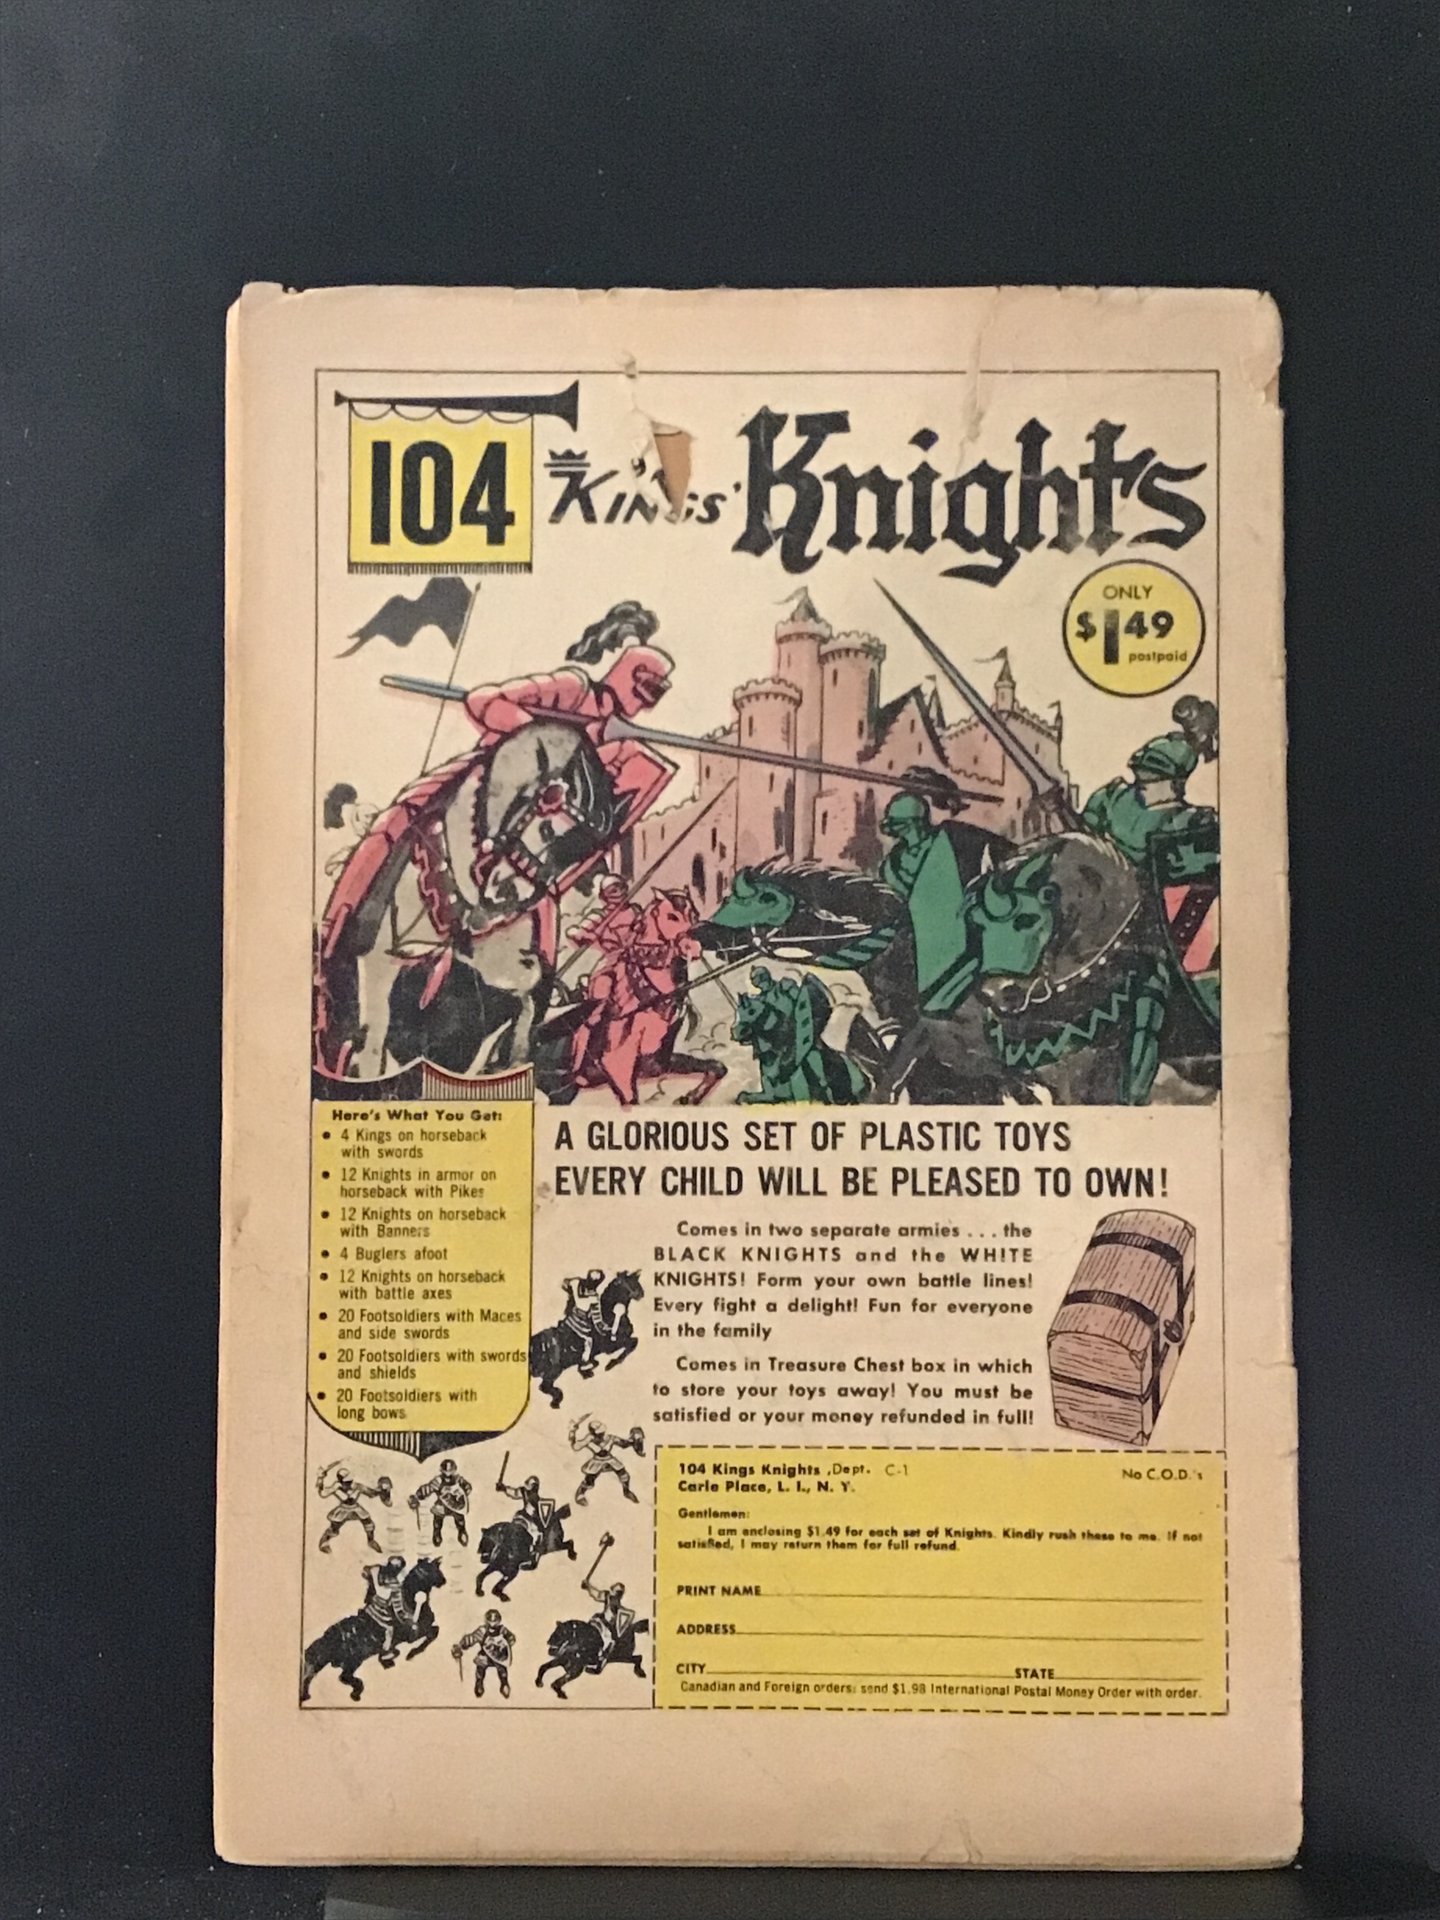 104
Kings' Knights
ONLY
$1.49
postpaid
Here's What You Get:
• 4 Kings on horseback
with swords
• 12 Knights in armor on
horseback with Pikes
• 12 Knights on horseback
with Banners
• 4 Buglers afoot
• 12 Knights on horseback
with battle axes
• 20 Footsoldiers with Maces
and side swords
• 20 Footsoldiers with swords
and shields
• 20 Footsoldiers with
long bows
A GLORIOUS SET OF PLASTIC TOYS
EVERY CHILD WILL BE PLEASED TO OWN!
Comes in two separate armies . . . the
BLACK KNIGHTS and the WHITE
KNIGHTS! Form your own battle lines!
Every fight a delight! Fun for everyone
in the family
Comes in Treasure Chest box in which
to store your toys away! You must be
satisfied or your money refunded in full!
104 Kings Knights ,Dept. C-1 No C.O.D.'s
Carle Place, L. I., N. Y.
Gentlemen:
I am enclosing $1.49 for each set of Knights. Kindly rush these to me. If not
satisfied, I may return them for full refund.
PRINT NAME
ADDRESS
CITY STATE
Canadian and Foreign orders: send $1.98 International Postal Money Order with order.